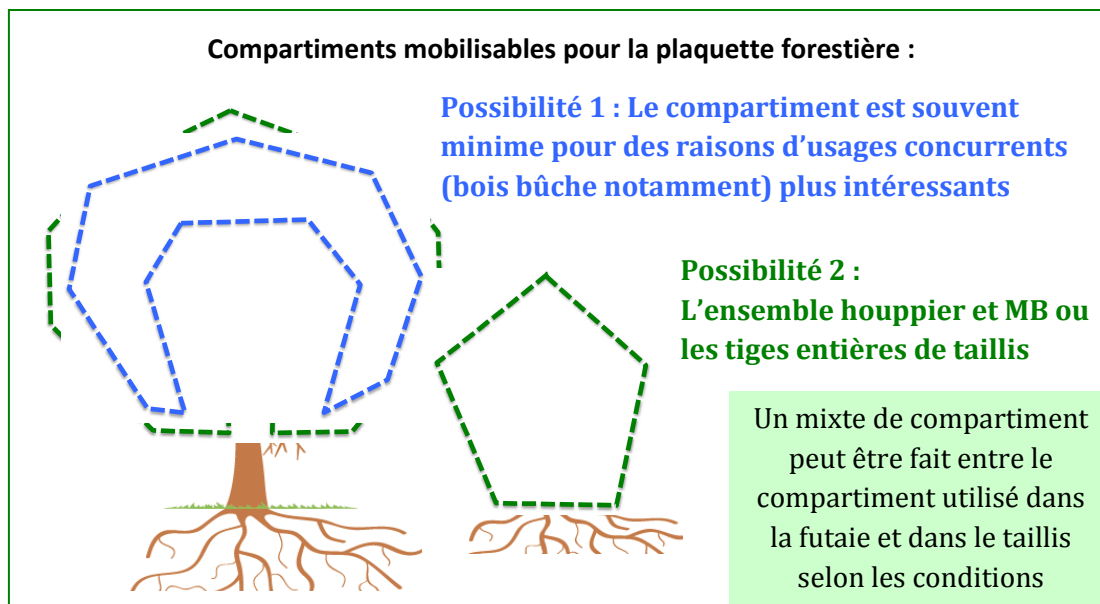 Compartiments mobilisables pour la plaquette forestière :
Possibilité 1 : Le compartiment est souvent
minime pour des raisons d’usages concurrents
(bois bûche notamment) plus intéressants
Possibilité 2 :
L’ensemble houppier et MB ou
les tiges entières de taillis
Un mixte de compartiment
peut être fait entre le
compartiment utilisé dans
la futaie et dans le taillis
selon les conditions